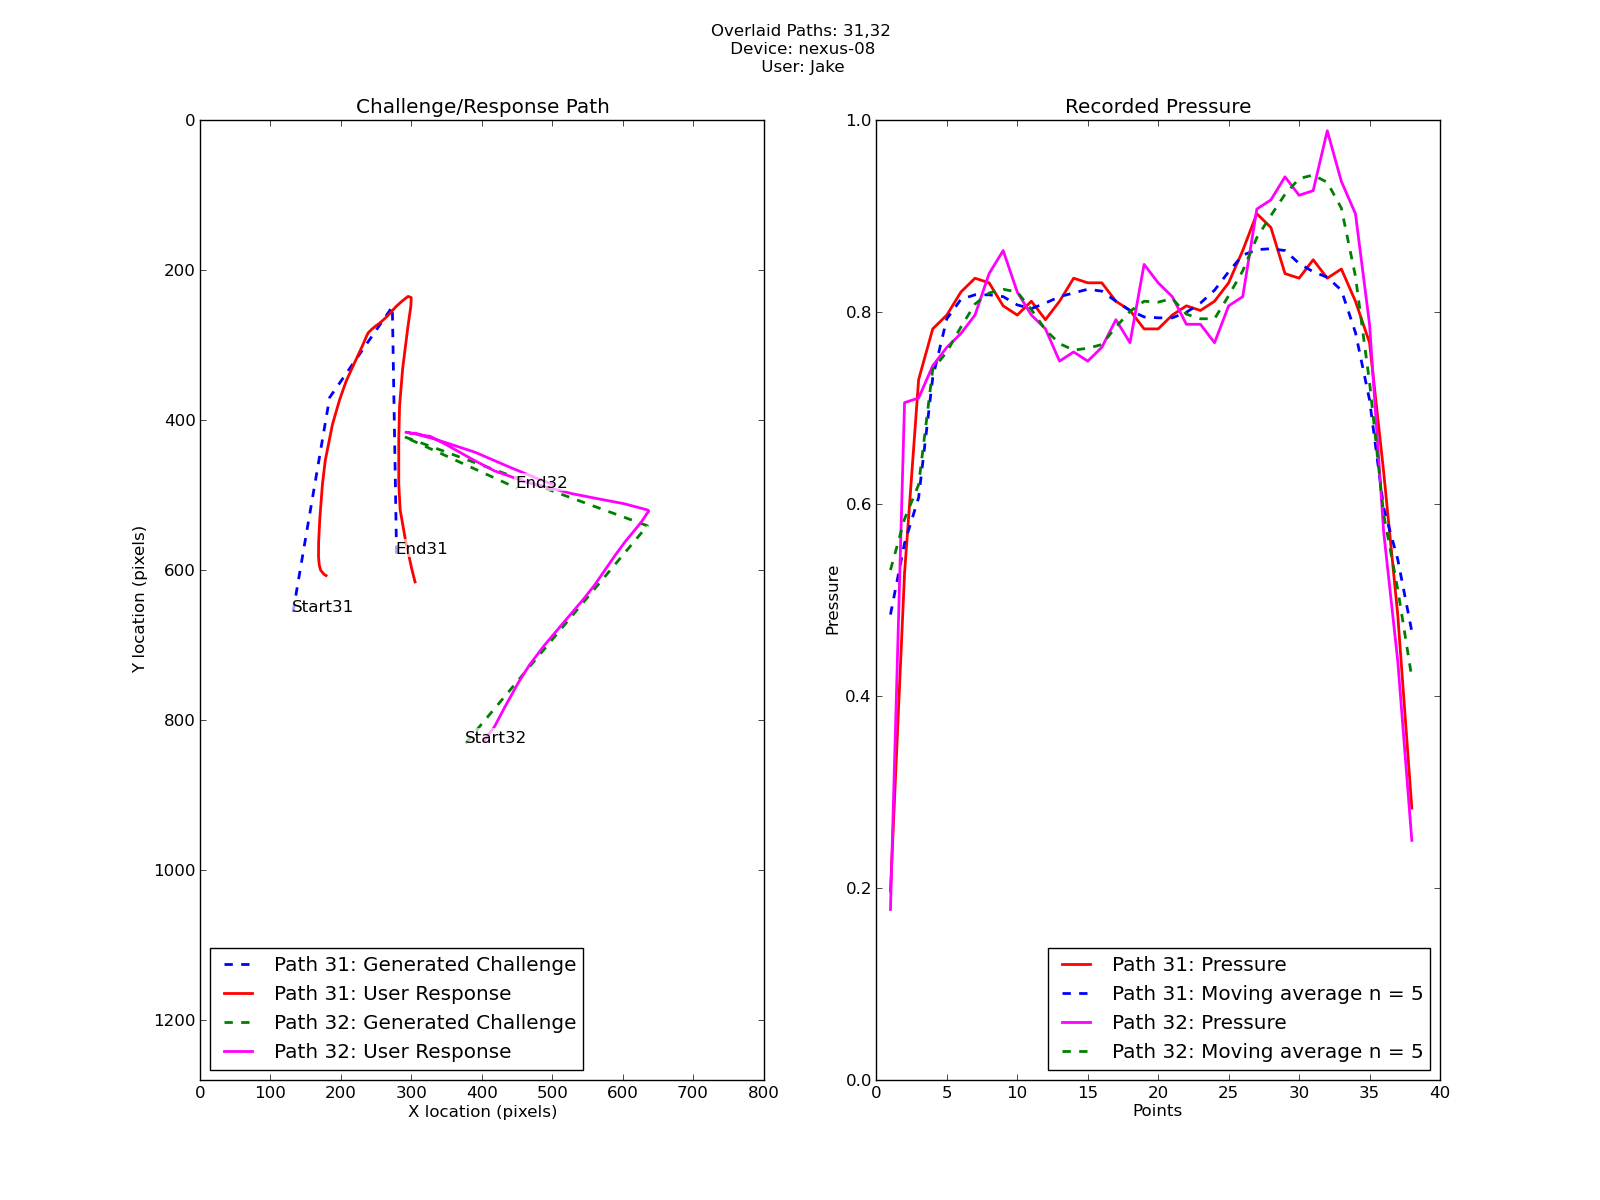 Overlaid Paths: 31,32
Device: nexus-08
User: Jake
Challenge/Response Path
0
200
400
600
800
1000
1200
Y location (pixels)
Start31
End31
End32
Start32
Path 31: Generated Challenge
Path 31: User Response
Path 32: Generated Challenge
Path 32: User Response
0 100 200 300 400 500 600 700 800
X location (pixels)
Recorded Pressure
1.0
0.8
0.6
0.4
0.2
0.0
Pressure
Path 31: Pressure
Path 31: Moving average n = 5
Path 32: Pressure
Path 32: Moving average n = 5
0 5 10 15 20 25 30 35 40
Points